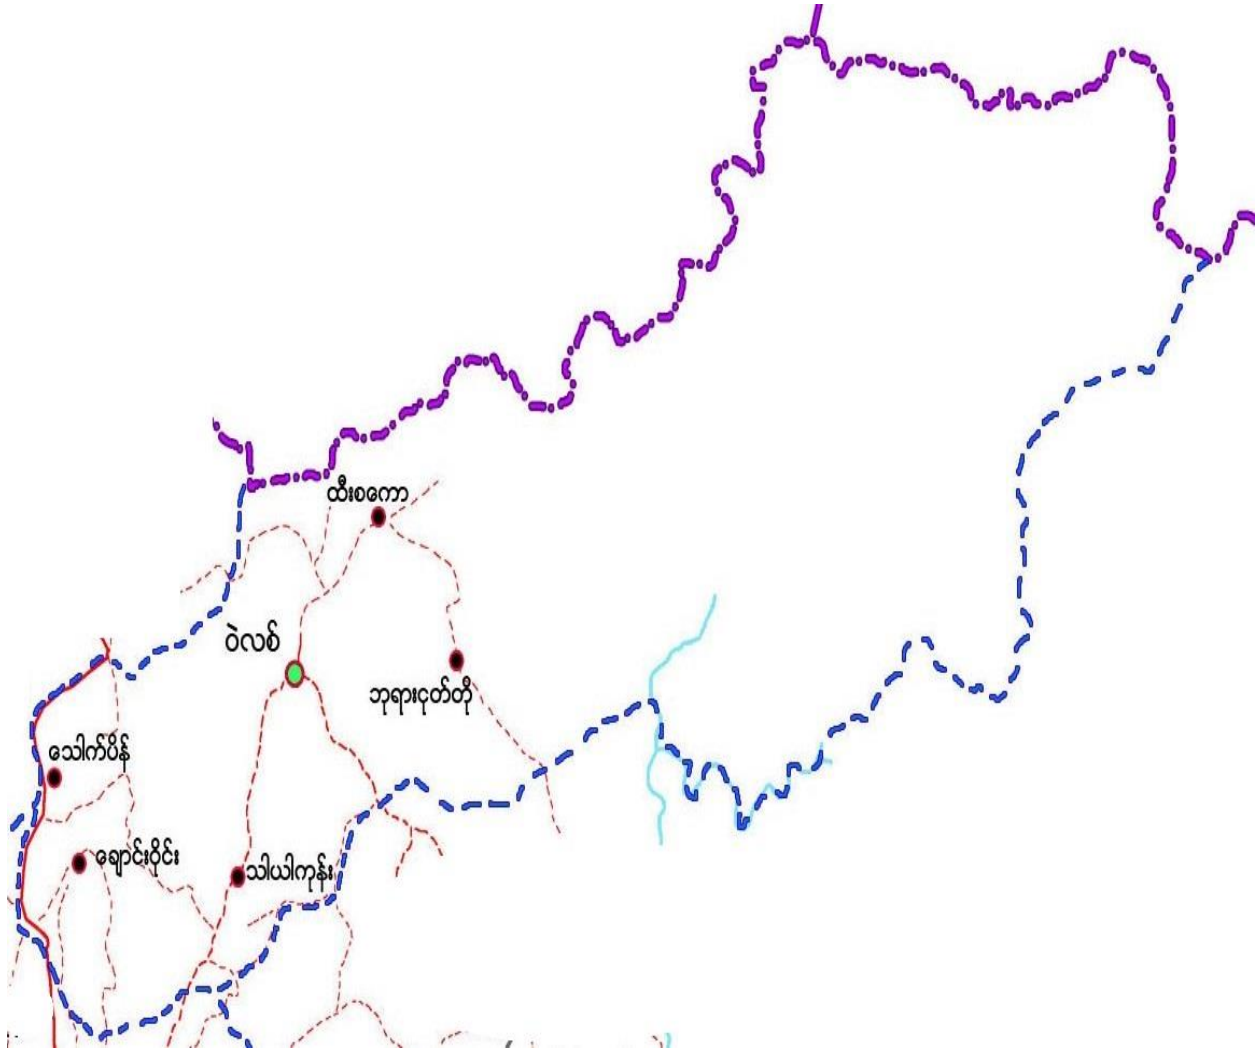 ထီးစကော
ဝဲလစ်
ဘုရားငုတ်တို
သေါက်ပိန်
ချောင်းဝိုင်း
သါယါကုန်း